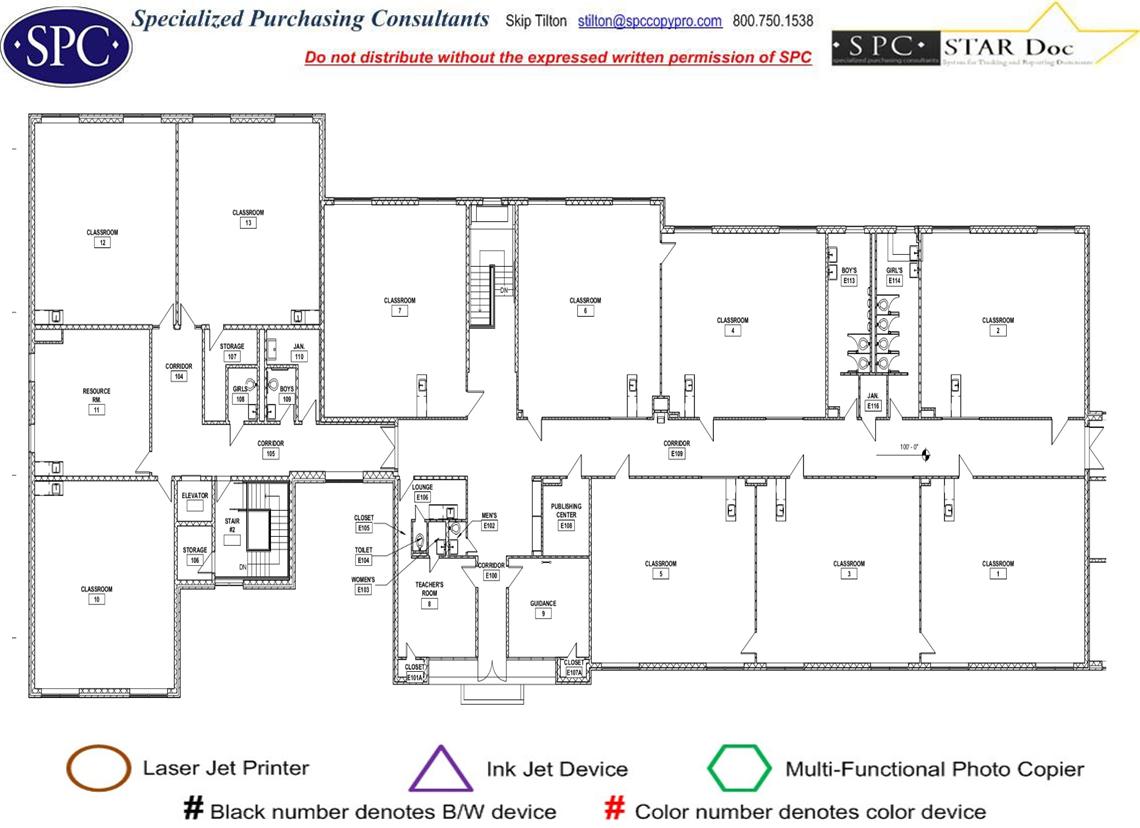 SPC
Specialized Purchasing Consultants Skip Tilton stilton@spccopypro.com 800.750.1538
Do not distribute without the expressed written permission of SPC
· S P C · STAR Doc
specialized purchasing consultants System for Tracking and Reporting Documents
CLASSROOM
12
CLASSROOM
13
CLASSROOM
7
DN
CLASSROOM
6
CLASSROOM
4
BOY'S
E113
GIRL'S
E114
CLASSROOM
2
RESOURCE
RM.
11
CORRIDOR
104
STORAGE
107
JAN.
110
GIRLS
108
BOYS
109
JAN.
E116
CORRIDOR
105
CORRIDOR
E109
100' - 0"
ELEVATOR
STAIR
#2
DN
STORAGE
106
CLASSROOM
10
LOUNGE
E106
CLOSET
E105
TOILET
E104
WOMEN'S
E103
MEN'S
E102
PUBLISHING
CENTER
E108
CORRIDOR
E100
TEACHER'S
ROOM
8
GUIDANCE
9
CLOSET
E101A
CLOSET
E107A
CLASSROOM
5
CLASSROOM
3
CLASSROOM
1
Laser Jet Printer Ink Jet Device Multi-Functional Photo Copier
# Black number denotes B/W device # Color number denotes color device